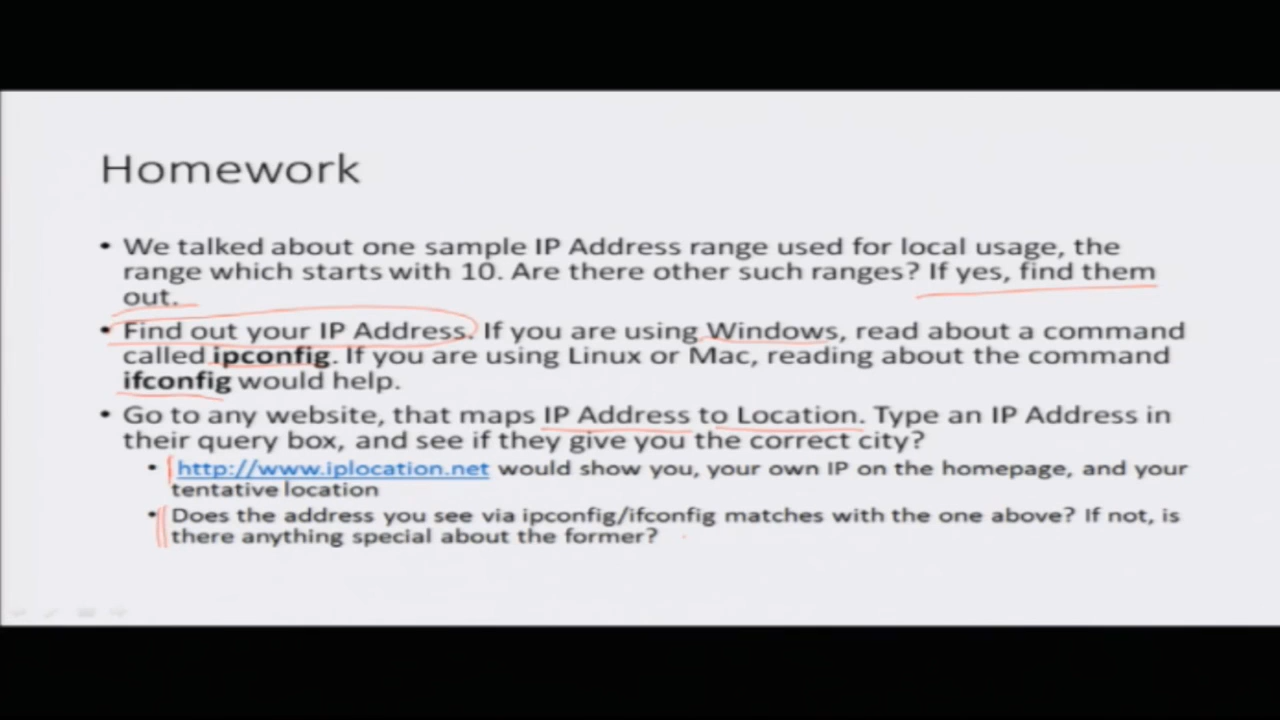 Homework
• We talked about one sample IP Address range used for local usage, the
range which starts with 10. Are there other such ranges? If yes, find them
out.
• Find out your IP Address. If you are using Windows, read about a command
called ipconfig. If you are using Linux or Mac, reading about the command
ifconfig would help.
• Go to any website, that maps IP Address to Location. Type an IP Address in
their query box, and see if they give you the correct city?
• http://www.iplocation.net would show you, your own IP on the homepage, and your
tentative location
• Does the address you see via ipconfig/ifconfig matches with the one above? If not, is
there anything special about the former?